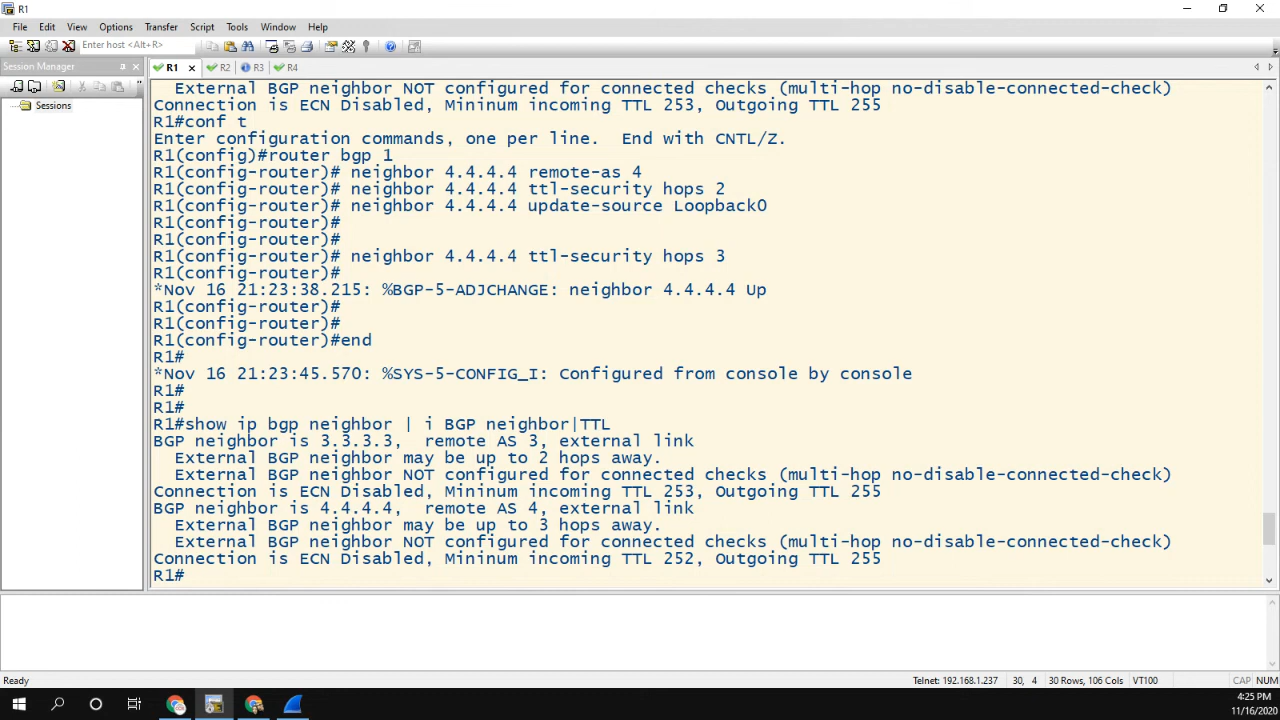 R1
File Edit View Options Transfer Script Tools Window Help
Enter host <Alt+R>
Session Manager
R1 R2 R3 R4
Sessions
External BGP neighbor NOT configured for connected checks (multi-hop no-disable-connected-check)
Connection is ECN Disabled, Mininum incoming TTL 253, Outgoing TTL 255
R1#conf t
Enter configuration commands, one per line.  End with CNTL/Z.
R1(config)#router bgp 1
R1(config-router)# neighbor 4.4.4.4 remote-as 4
R1(config-router)# neighbor 4.4.4.4 ttl-security hops 2
R1(config-router)# neighbor 4.4.4.4 update-source Loopback0
R1(config-router)#
R1(config-router)#
R1(config-router)# neighbor 4.4.4.4 ttl-security hops 3
R1(config-router)#
*Nov 16 21:23:38.215: %BGP-5-ADJCHANGE: neighbor 4.4.4.4 Up
R1(config-router)#
R1(config-router)#
R1(config-router)#end
R1#
*Nov 16 21:23:45.570: %SYS-5-CONFIG_I: Configured from console by console
R1#
R1#
R1#show ip bgp neighbor | i BGP neighbor|TTL
BGP neighbor is 3.3.3.3,  remote AS 3, external link
External BGP neighbor may be up to 2 hops away.
External BGP neighbor NOT configured for connected checks (multi-hop no-disable-connected-check)
Connection is ECN Disabled, Mininum incoming TTL 253, Outgoing TTL 255
BGP neighbor is 4.4.4.4,  remote AS 4, external link
External BGP neighbor may be up to 3 hops away.
External BGP neighbor NOT configured for connected checks (multi-hop no-disable-connected-check)
Connection is ECN Disabled, Mininum incoming TTL 252, Outgoing TTL 255
R1#
Ready Telnet: 192.168.1.237 30, 4 30 Rows, 106 Cols VT100 CAP NUM
4:25 PM
11/16/2020